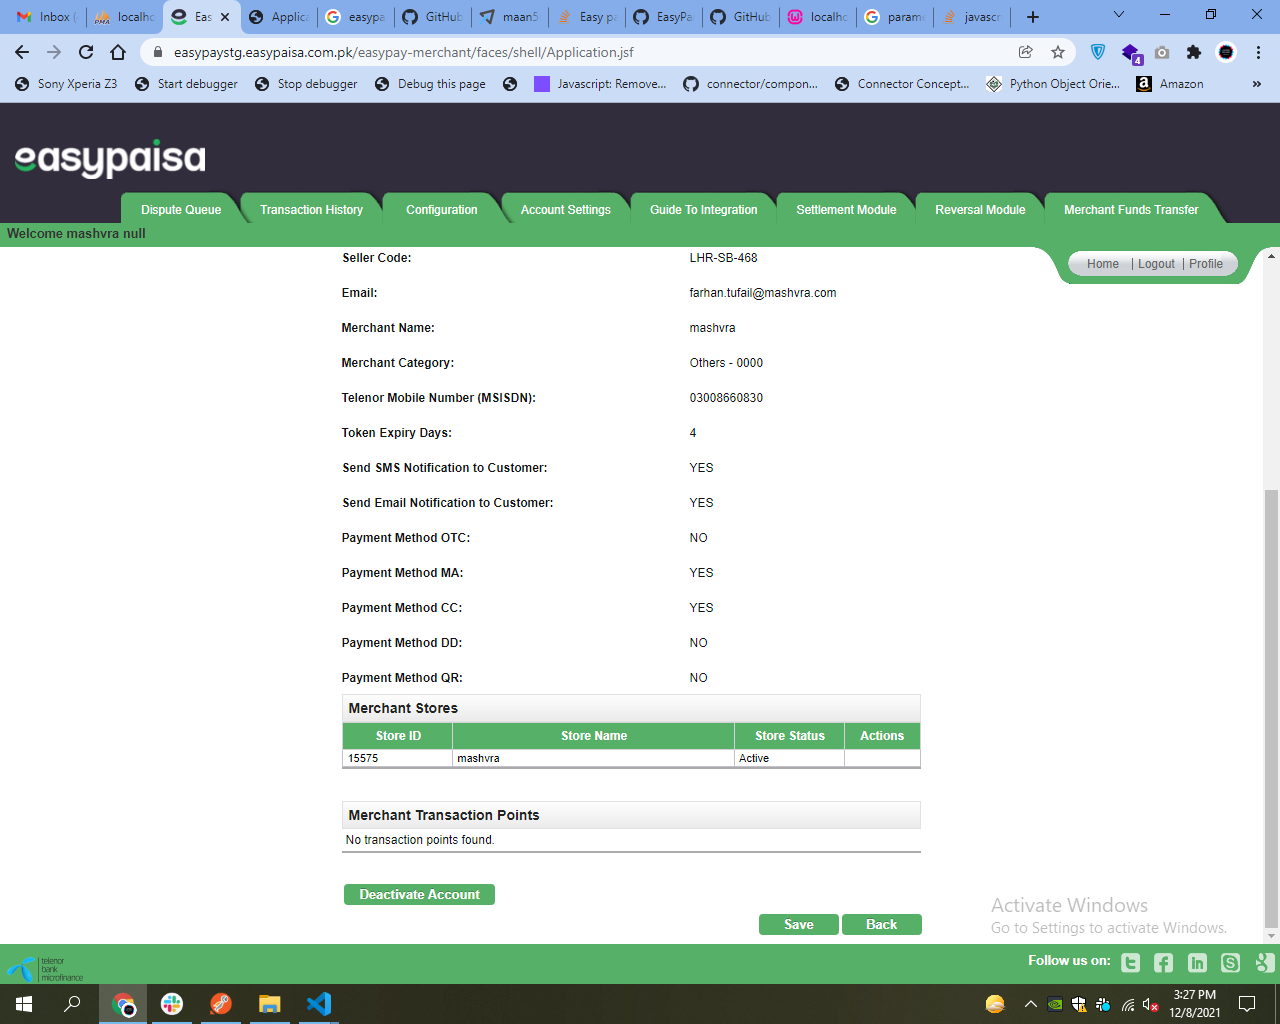 Inbox (
localho
Eas
Applica
easypa
GitHub
maan5
Easy pa
EasyPa
GitHub
localho
parame
javascr
easypaystg.easypaisa.com.pk/easypay-merchant/faces/shell/Application.jsf
4
Sony Xperia Z3
Start debugger
Stop debugger
Debug this page
Javascript: Remove...
connector/compon...
Connector Concept...
Python Object Orie...
Amazon
»
easypaisa
Dispute Queue
Transaction History
Configuration
Account Settings
Guide To Integration
Settlement Module
Reversal Module
Merchant Funds Transfer
Welcome mashvra null
Home | Logout | Profile
Seller Code: LHR-SB-468
Email: farhan.tufail@mashvra.com
Merchant Name: mashvra
Merchant Category: Others - 0000
Telenor Mobile Number (MSISDN): 03008660830
Token Expiry Days: 4
Send SMS Notification to Customer: YES
Send Email Notification to Customer: YES
Payment Method OTC: NO
Payment Method MA: YES
Payment Method CC: YES
Payment Method DD: NO
Payment Method QR: NO
Merchant Stores
Store ID Store Name Store Status Actions
15575 mashvra Active
Merchant Transaction Points
No transaction points found.
Deactivate Account
Save Back
Activate Windows
Go to Settings to activate Windows.
telenor
bank
microfinance
Follow us on:
3:27 PM
12/8/2021